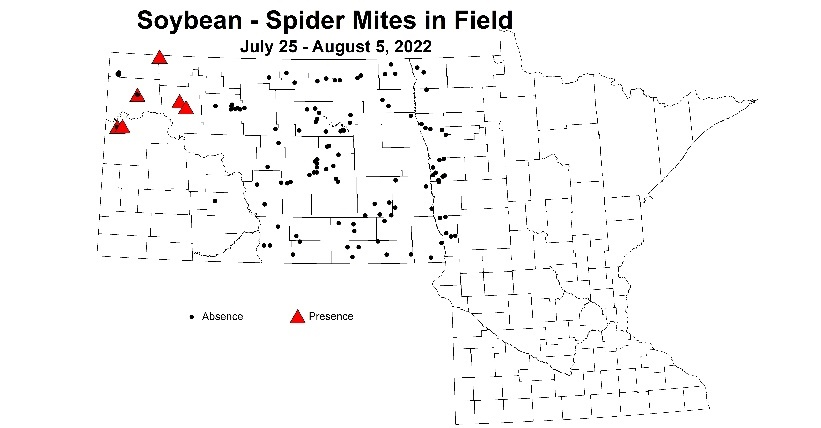 Soybean - Spider Mites in Field
July 25 - August 5, 2022
Absence
Presence